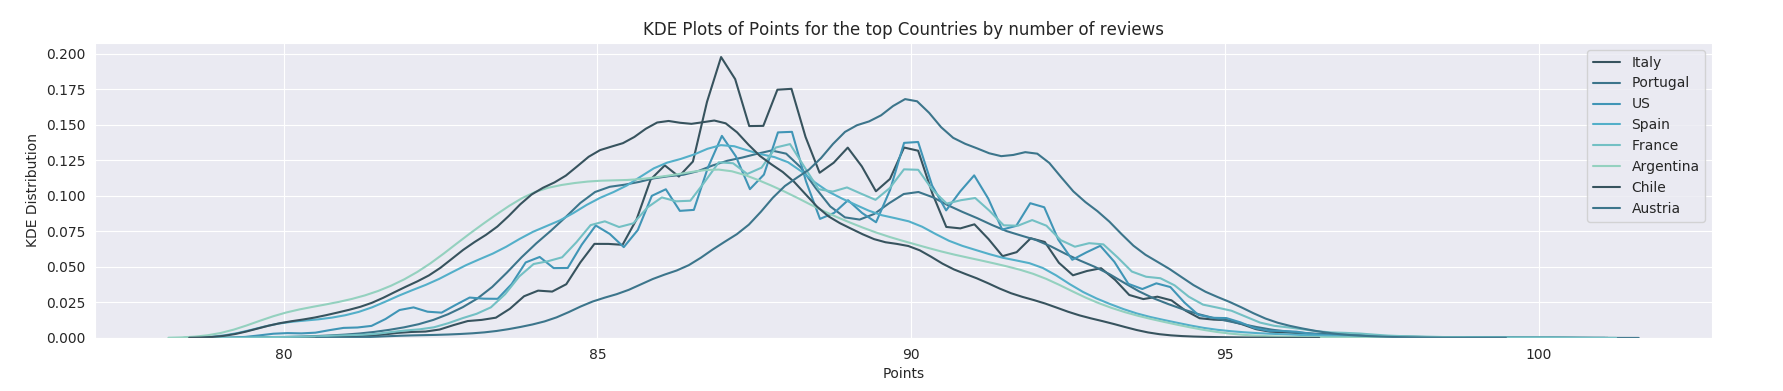 KDE Plots of Points for the top Countries by number of reviews
KDE Distribution
0.200
0.175
0.150
0.125
0.100
0.075
0.050
0.025
0.000
80
85
90
95
100
Points
Italy
Portugal
US
Spain
France
Argentina
Chile
Austria